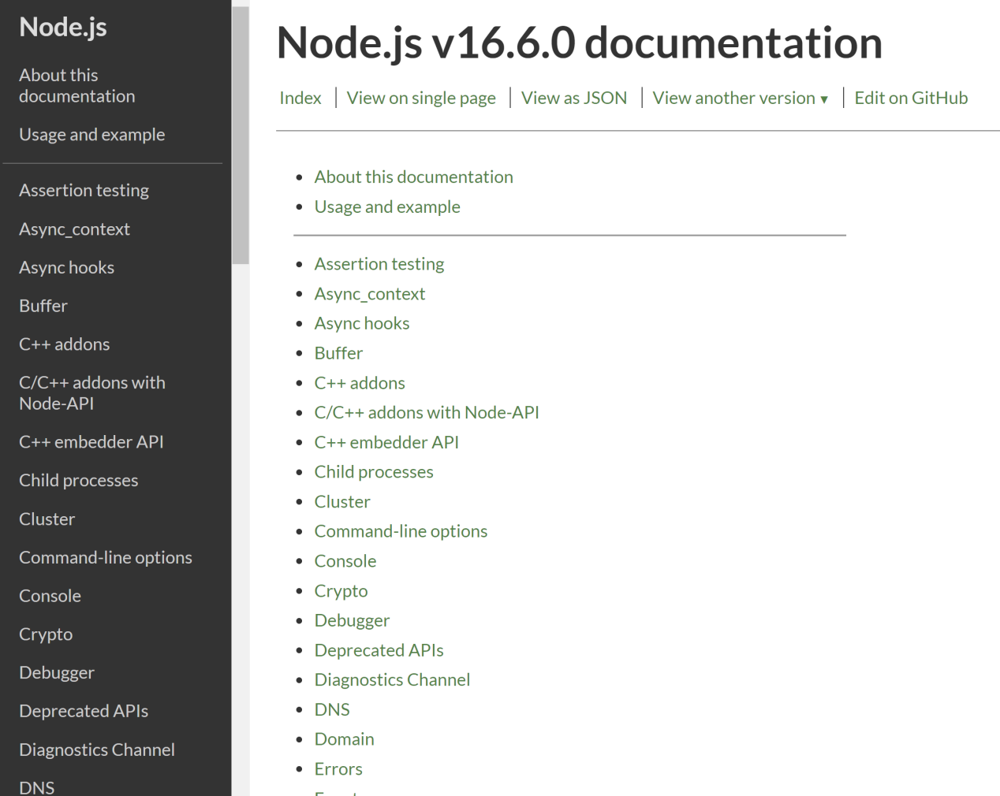 Node.js
About this
documentation
Usage and example
Assertion testing
Async_context
Async hooks
Buffer
C++ addons
C/C++ addons with
Node-API
C++ embedder API
Child processes
Cluster
Command-line options
Console
Crypto
Debugger
Deprecated APIs
Diagnostics Channel
DNS
Node.js v16.6.0 documentation
Index | View on single page | View as JSON | View another version ▼ | Edit on GitHub
• About this documentation
• Usage and example
• Assertion testing
• Async_context
• Async hooks
• Buffer
• C++ addons
• C/C++ addons with Node-API
• C++ embedder API
• Child processes
• Cluster
• Command-line options
• Console
• Crypto
• Debugger
• Deprecated APIs
• Diagnostics Channel
• DNS
• Domain
• Errors